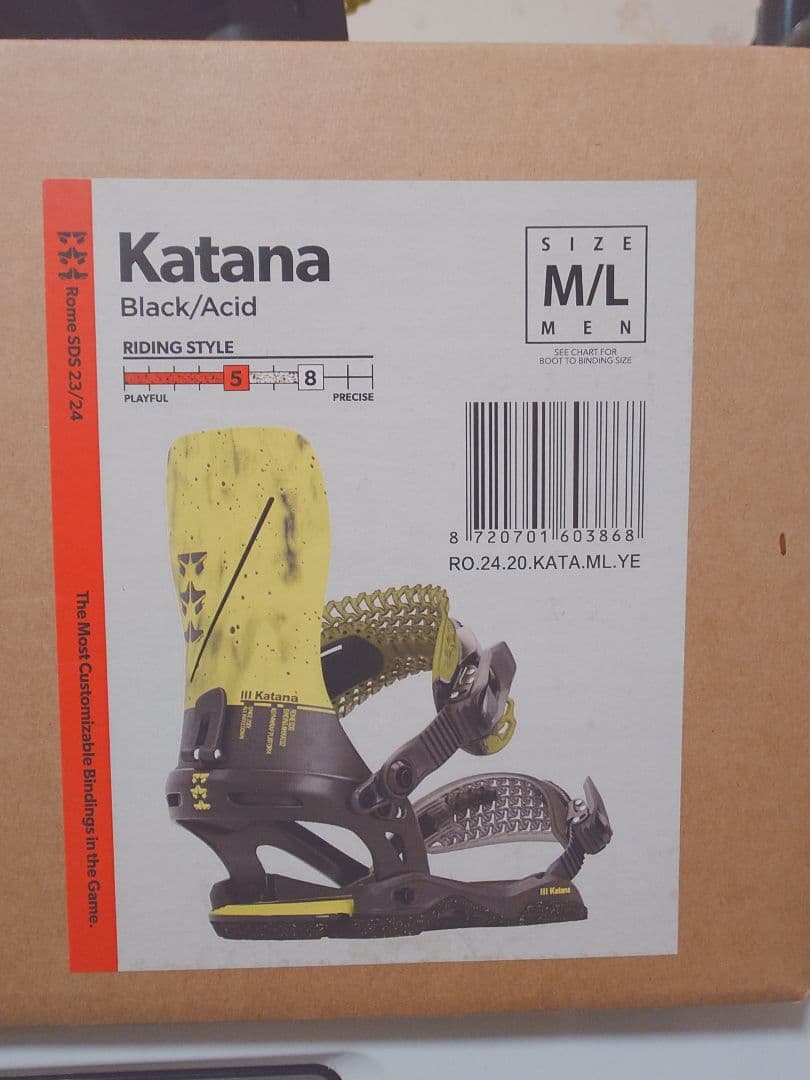 Rome SDS 23/24
The Most Customizable Bindings in the Game.
Katana
Black/Acid
RIDING STYLE
5
8
PLAYFUL
PRECISE
SIZE
M/L
MEN
SEE CHART FOR
BOOT TO BINDING SIZE
8 720701 603868
RO.24.20.KATA.ML.YE
III Katana
III Katana